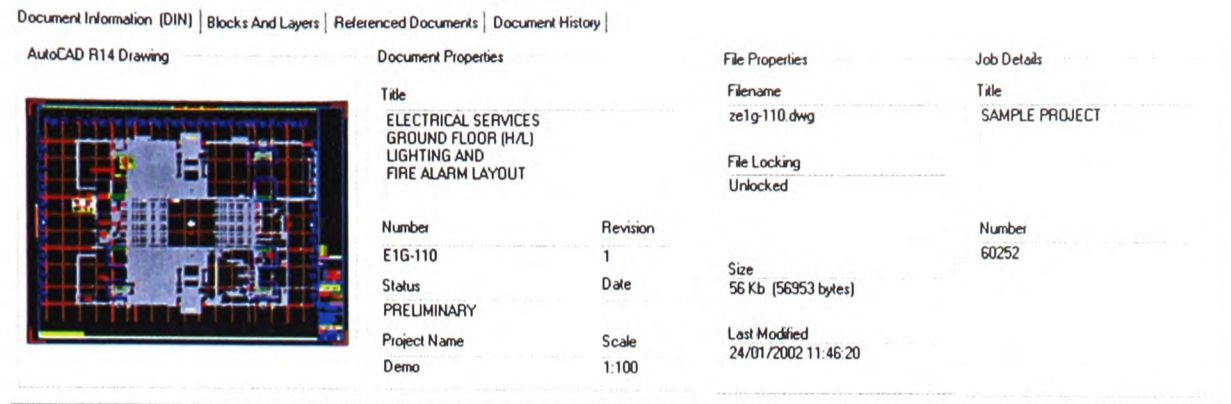 Document Information (DIN) | Blocks And Layers | Referenced Documents | Document History |
AutoCAD R14 Drawing
Document Properties
Title
ELECTRICAL SERVICES
GROUND FLOOR (H/L)
LIGHTING AND
FIRE ALARM LAYOUT
Number Revision
E1G-110 1
Status Date
PRELIMINARY
Project Name Scale
Demo 1:100
File Properties
Filename
ze1g-110.dwg
File Locking
Unlocked
Size
56 Kb (56953 bytes)
Last Modified
24/01/2002 11:46:20
Job Details
Title
SAMPLE PROJECT
Number
60252